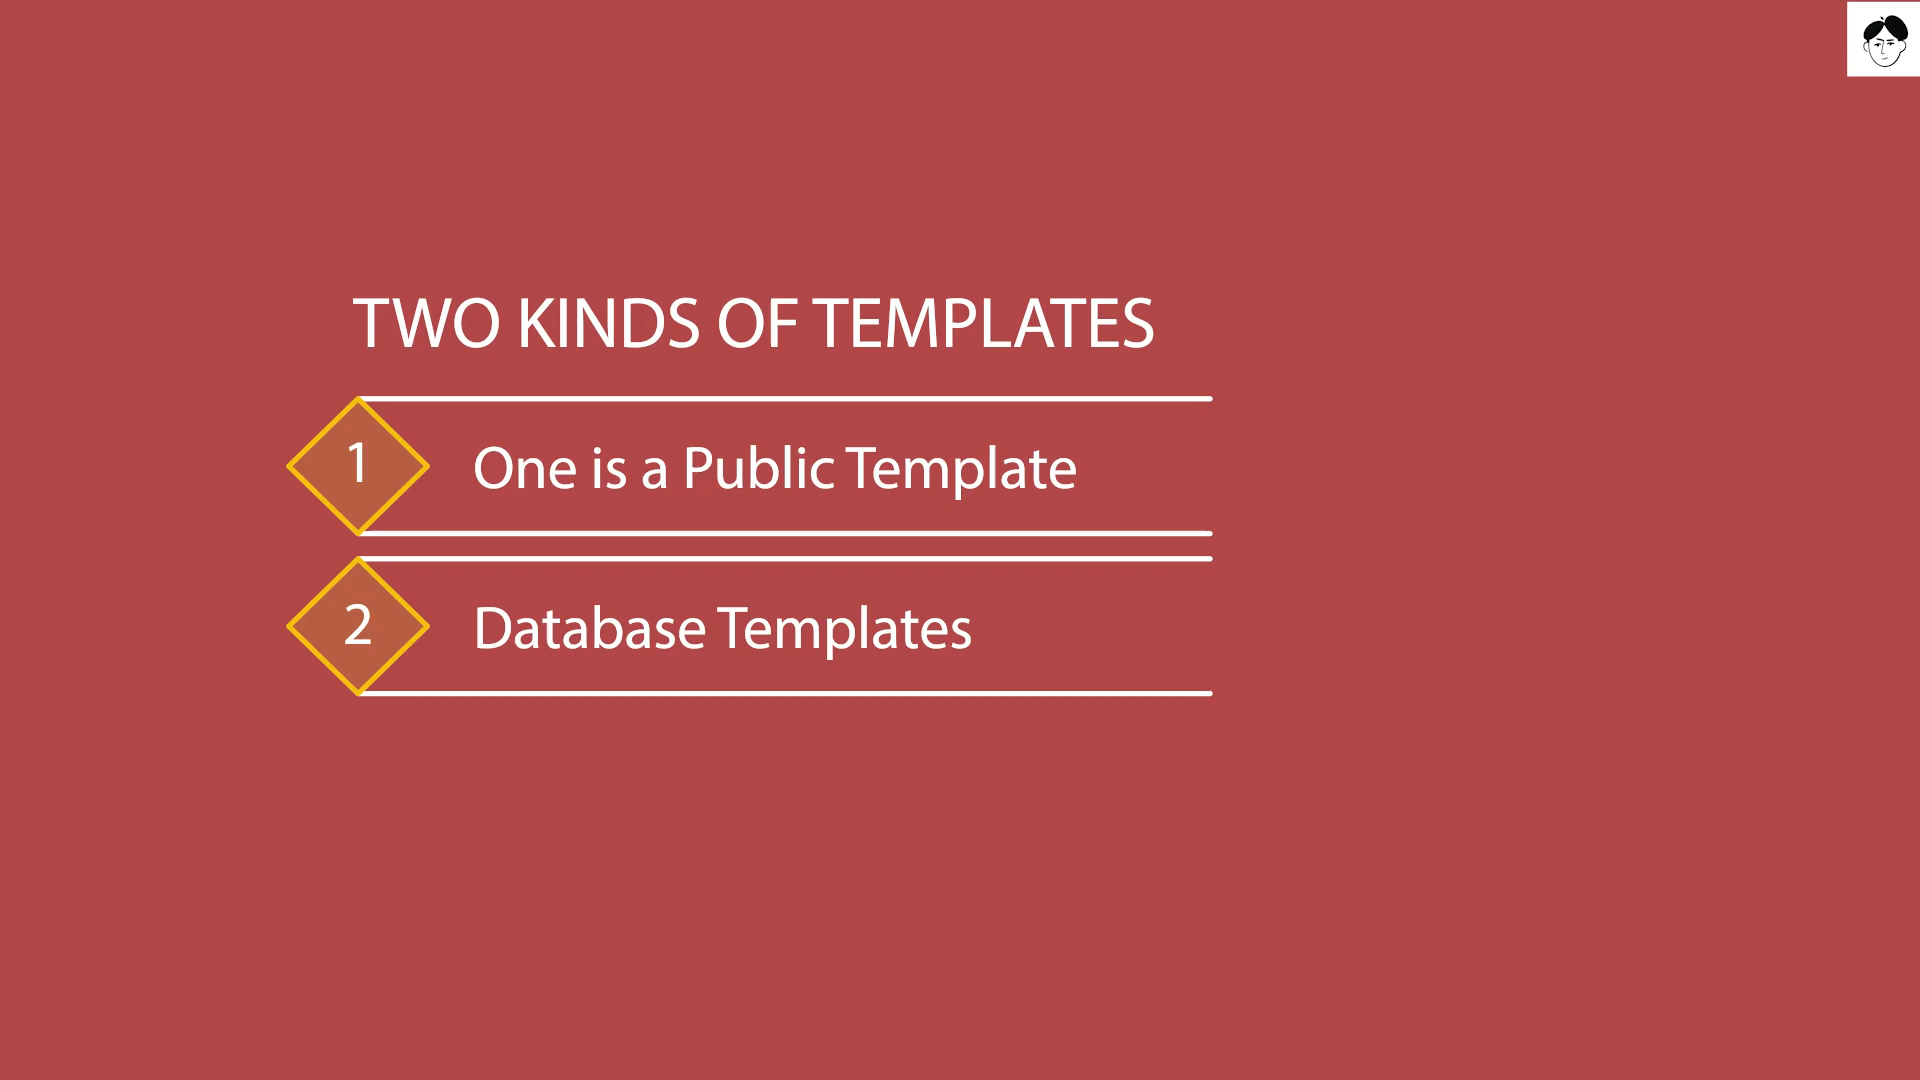 TWO KINDS OF TEMPLATES
1 One is a Public Template
2 Database Templates